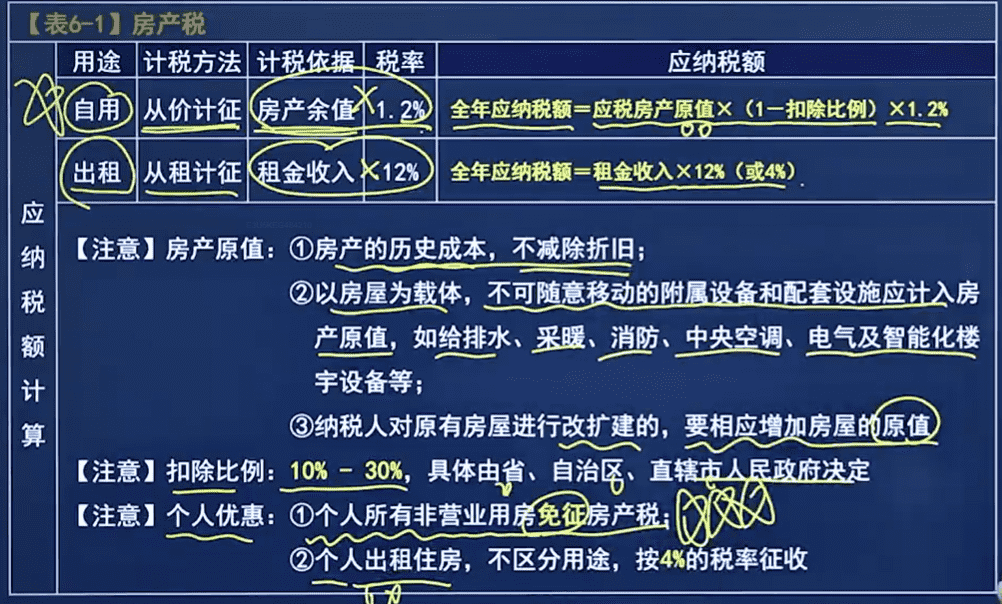 【表6-1】房产税
用途 计税方法 计税依据 税率 应纳税额
自用 从价计征 房产余值 1.2% 全年应纳税额=应税房产原值×(1-扣除比例)×1.2%
出租 从租计征 租金收入 12% 全年应纳税额=租金收入×12%(或4%)
应纳税额计算
【注意】房产原值:①房产的历史成本,不减除折旧;
②以房屋为载体,不可随意移动的附属设备和配套设施应计入房
产原值,如给排水、采暖、消防、中央空调、电气及智能化楼
宇设备等;
③纳税人对原有房屋进行改扩建的,要相应增加房屋的原值
【注意】扣除比例:10% - 30%,具体由省、自治区、直辖市人民政府决定
【注意】个人优惠:①个人所有非营业用房免征房产税;
②个人出租住房,不区分用途,按4%的税率征收